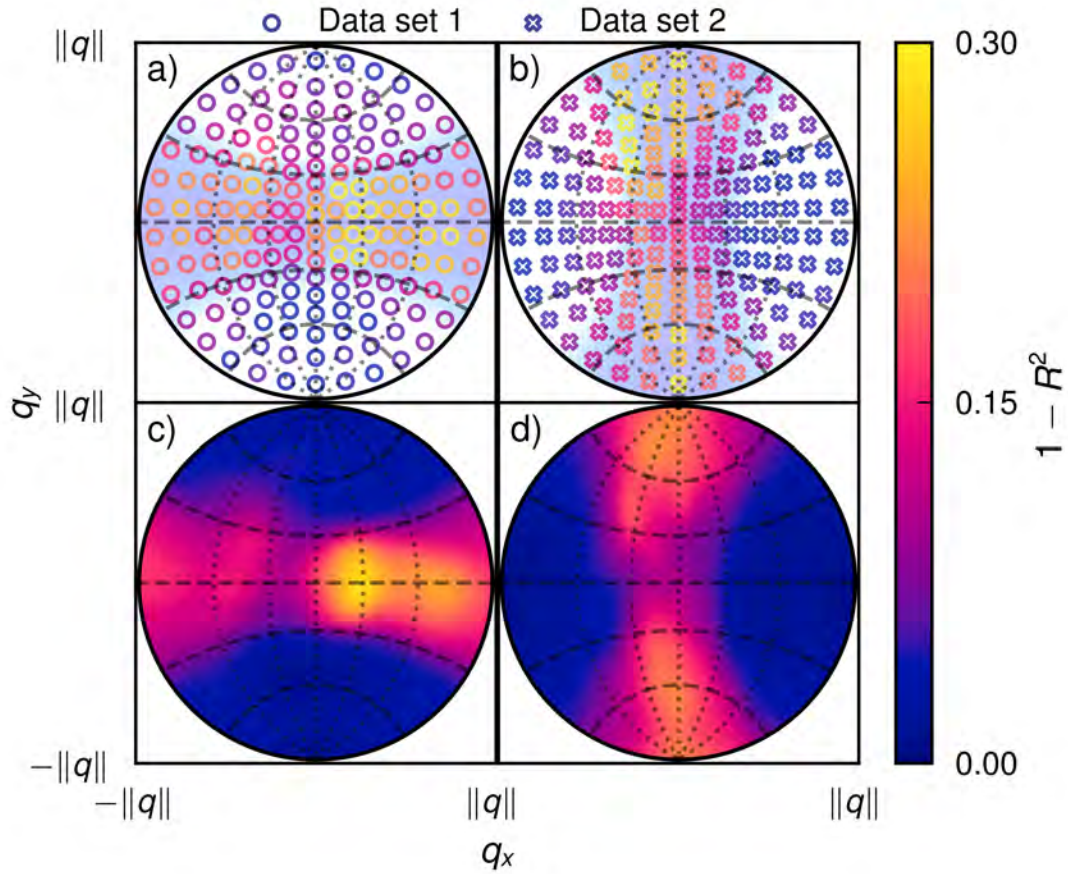 Data set 1 Data set 2
‖q‖
a) b)
0.30
q_y
‖q‖
c) d)
0.15
1 − R²
−‖q‖
0.00
−‖q‖ ‖q‖ ‖q‖
q_x